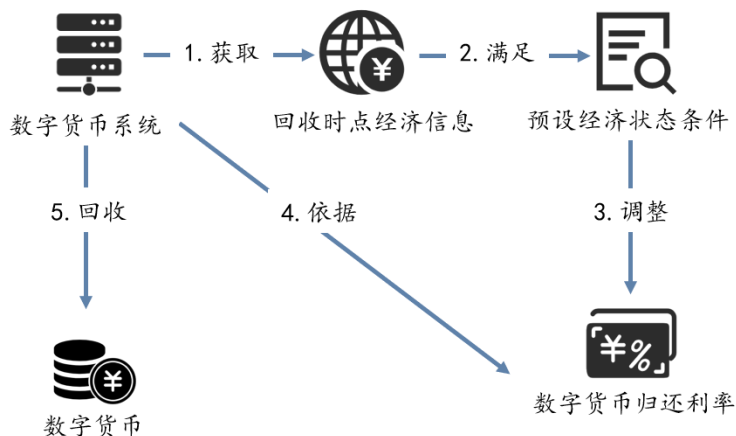 1.获取
2.满足
数字货币系统
回收时点经济信息
预设经济状态条件
5.回收
4.依据
3.调整
数字货币
数字货币归还利率
¥
¥
¥%